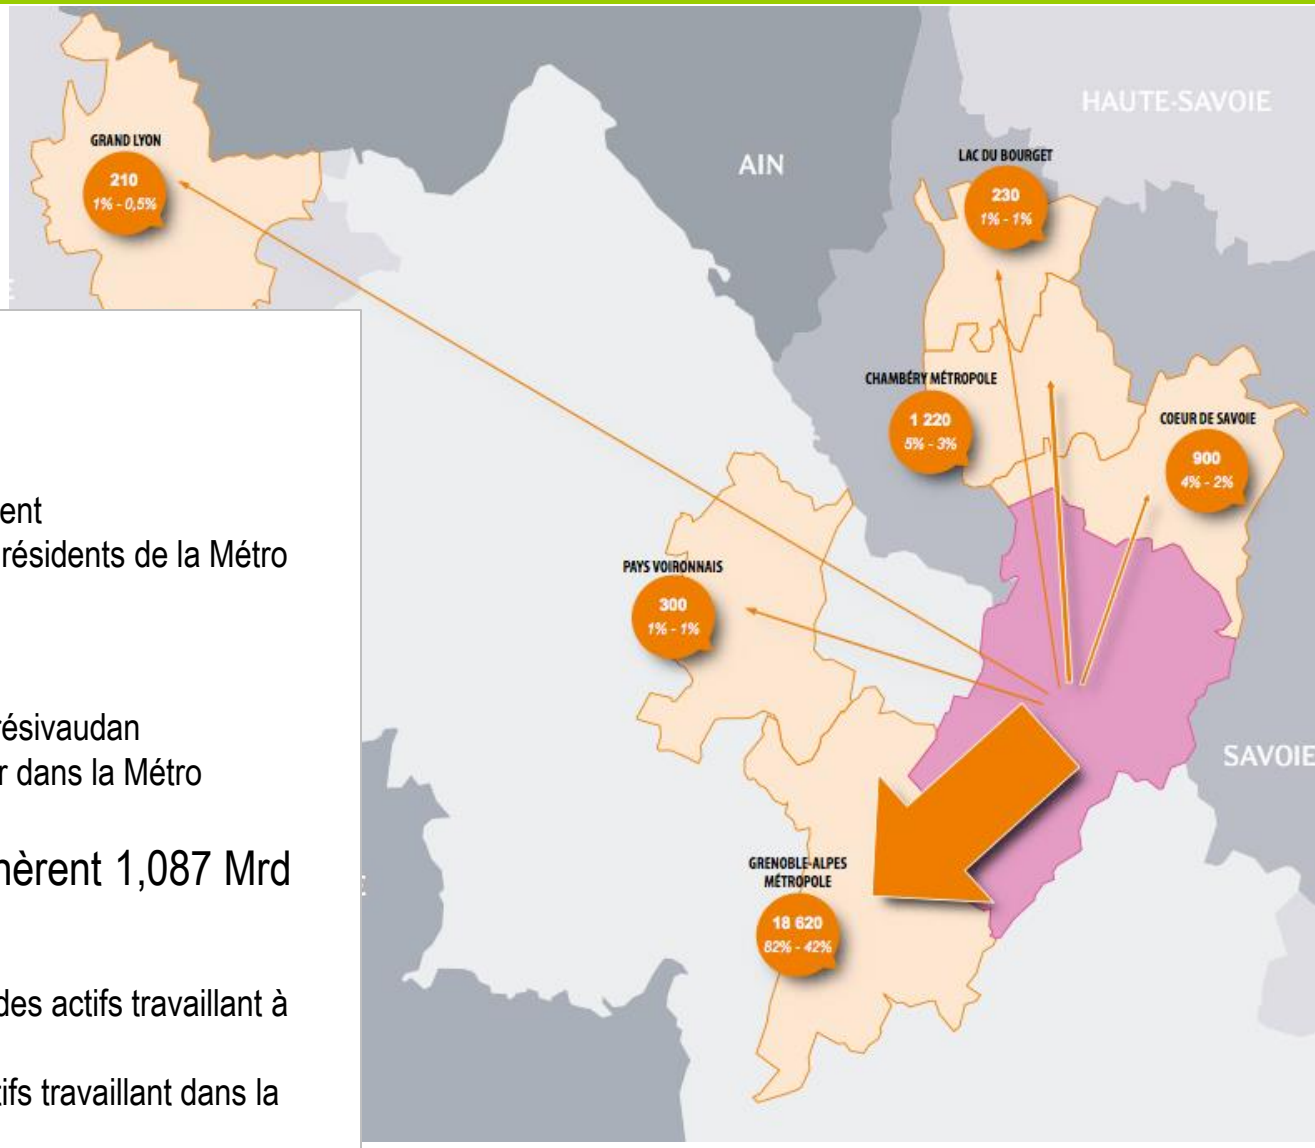 HAUTE-SAVOIE
GRAND LYON
210
1% - 0,5%
AIN
LAC DU BOURGET
230
1% - 1%
E
CHAMBÉRY MÉTROPOLE
1 220
5% - 3%
COEUR DE SAVOIE
900
4% - 2%
ent
résidents de la Métro
PAYS VOIRONNAIS
300
1% - 1%
résivaudan
r dans la Métro
SAVOIE
nèrent 1,087 Mrd
E
GRENOBLE-ALPES
MÉTROPOLE
18 620
82% - 42%
des actifs travaillant à
tifs travaillant dans la